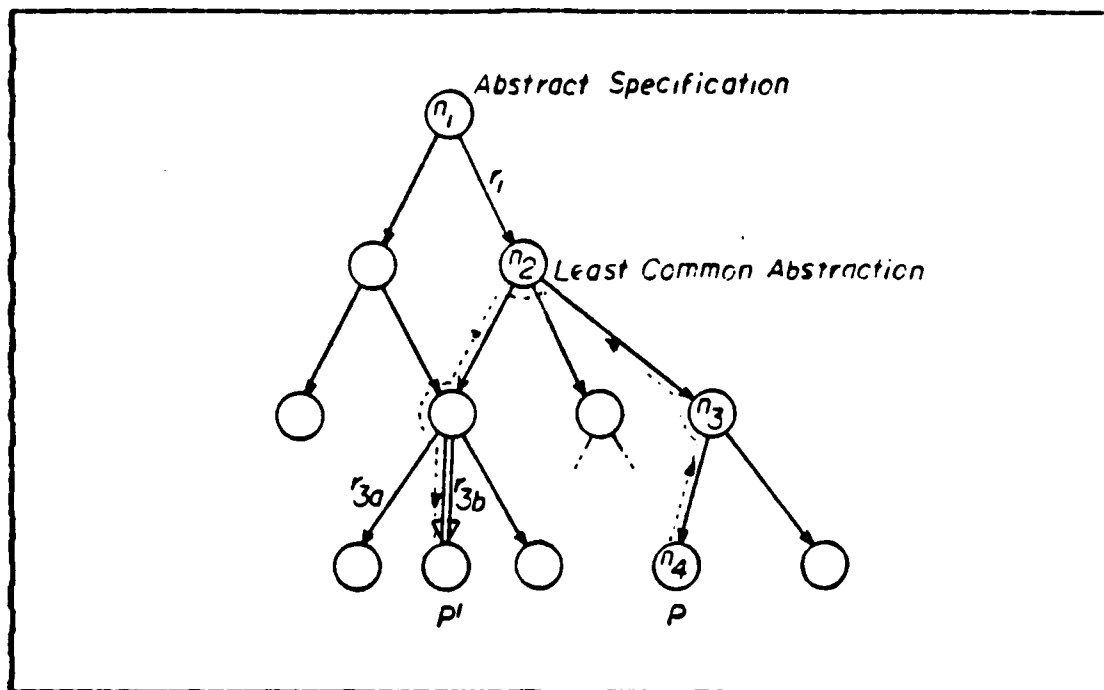 Abstract Specification
n1
r1
n2
Least Common Abstraction
n3
r3a
r3b
n4
P'
P